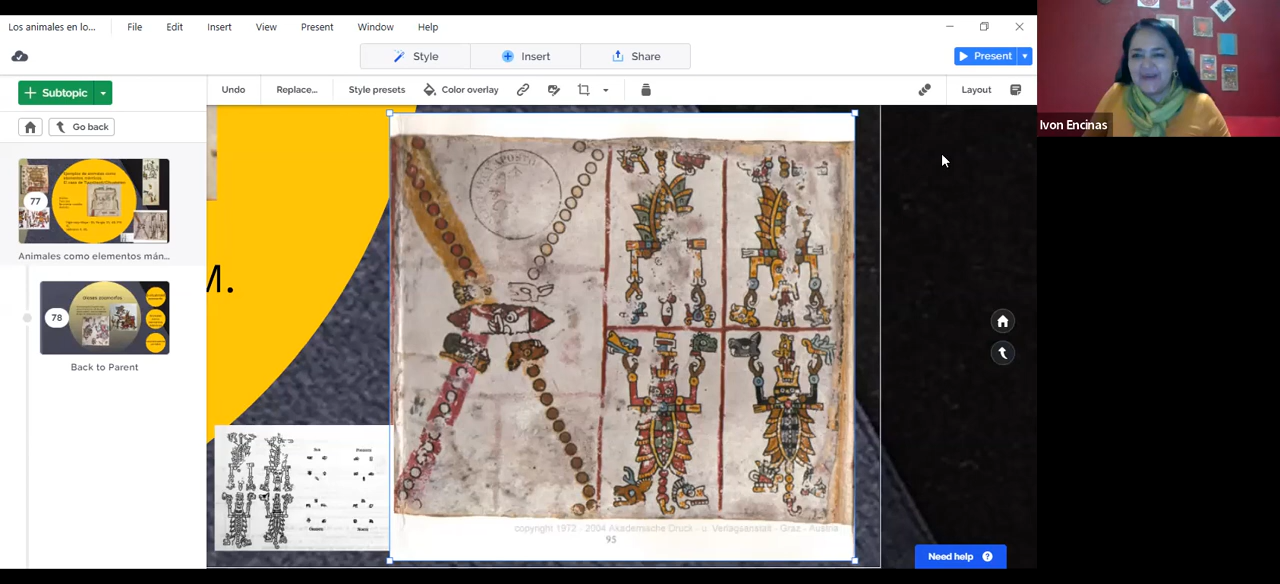 Los animales en lo...
File
Edit
Insert
View
Present
Window
Help
Style
Insert
Share
Present
Subtopic
Undo
Replace...
Style presets
Color overlay
Layout
Go back
77
Animales como elementos mán...
78
Back to Parent
M.
copyright 1972 - 2004 Akademache Druck - u. Verlagsanstalt - Graz - Austria
95
Need help ?
Ivon Encinas